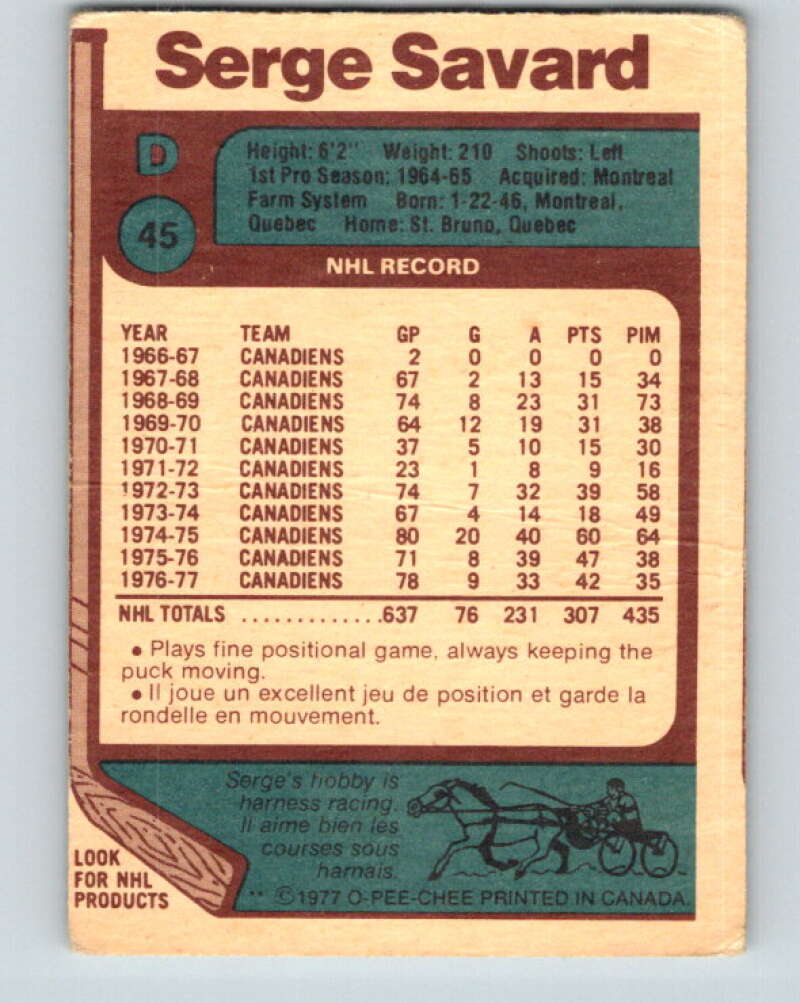 Serge Savard
D
45
Height: 6'2" Weight: 210 Shoots: Left
1st Pro Season: 1964-65 Acquired: Montreal
Farm System Born: 1-22-46, Montreal,
Quebec Home: St. Bruno, Quebec
NHL RECORD
YEAR TEAM GP G A PTS PIM
1966-67 CANADIENS 2 0 0 0 0
1967-68 CANADIENS 67 2 13 15 34
1968-69 CANADIENS 74 8 23 31 73
1969-70 CANADIENS 64 12 19 31 38
1970-71 CANADIENS 37 5 10 15 30
1971-72 CANADIENS 23 1 8 9 16
1972-73 CANADIENS 74 7 32 39 58
1973-74 CANADIENS 67 4 14 18 49
1974-75 CANADIENS 80 20 40 60 64
1975-76 CANADIENS 71 8 39 47 38
1976-77 CANADIENS 78 9 33 42 35
NHL TOTALS .............637 76 231 307 435
• Plays fine positional game, always keeping the
puck moving.
• Il joue un excellent jeu de position et garde la
rondelle en mouvement.
Serge's hobby is
harness racing.
Il aime bien les
courses sous
harnais.
LOOK
FOR NHL
PRODUCTS
** ©1977 O-PEE-CHEE PRINTED IN CANADA.